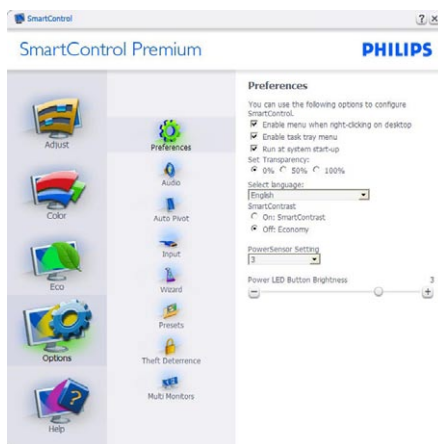 SmartControl
SmartControl Premium
PHILIPS
Adjust
Color
Eco
Options
Help
Preferences
Audio
Auto Pivot
Input
Wizard
Presets
Theft Deterrence
Multi Monitors
Preferences
You can use the following options to configure
SmartControl.
Enable menu when right-clicking on desktop
Enable task tray menu
Run at system start-up
Set Transparency:
0% 50% 100%
Select language:
English
SmartContrast
On: SmartContrast
Off: Economy
PowerSensor Setting
3
Power LED Button Brightness 3